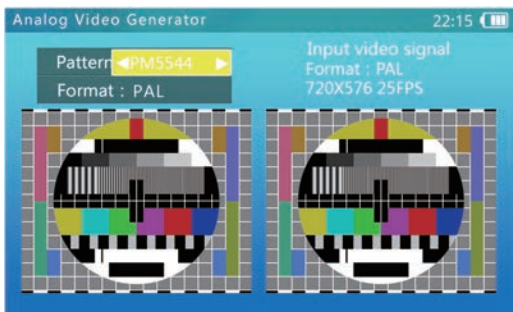 Analog Video Generator
22:15
Pattern ◀PM5544 ▶
Format : PAL
Input video signal
Format : PAL
720X576 25FPS